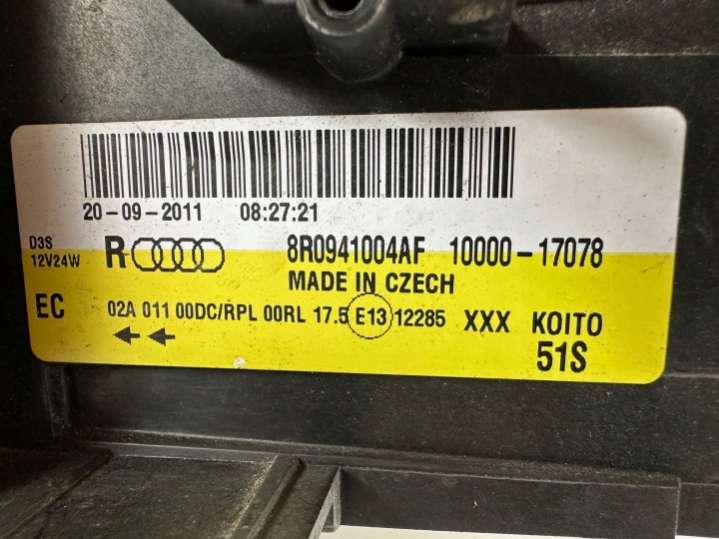 20-09-2011 08:27:21
D3S
12V24W
R 8R0941004AF 10000-17078
MADE IN CZECH
EC 02A 011 00DC/RPL 00RL 17.5 E13 12285 XXX KOITO
51S